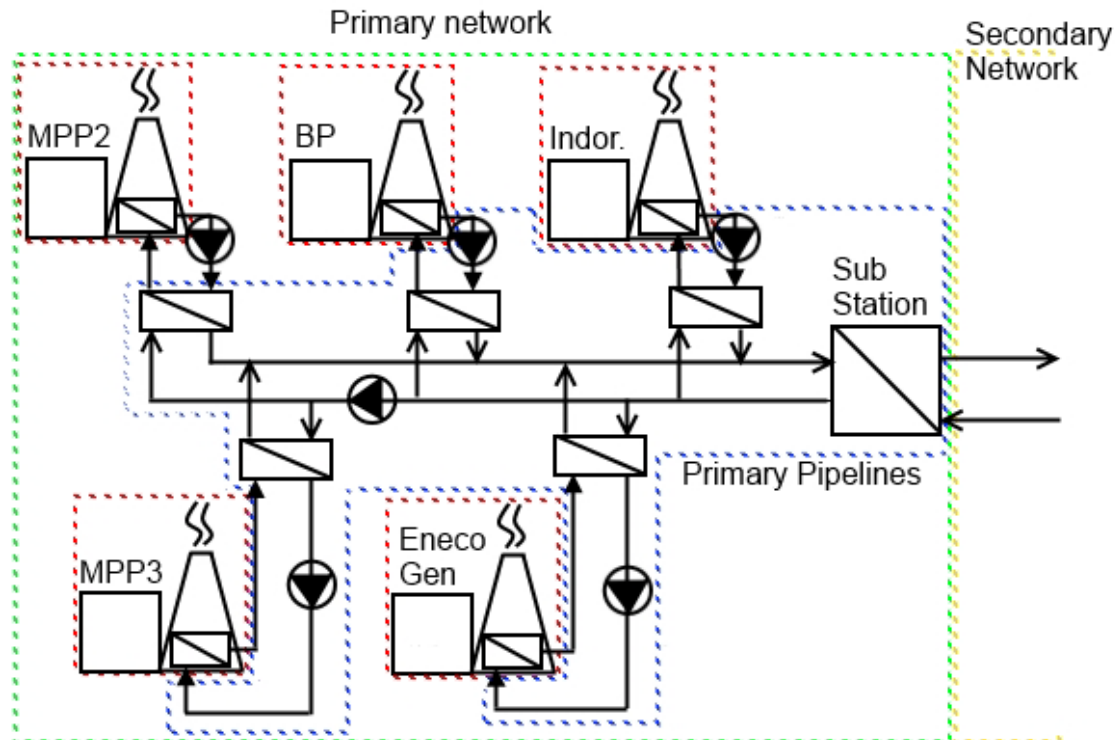 Primary network
Secondary
Network
MPP2
BP
Indor.
Sub
Station
Primary Pipelines
MPP3
Eneco
Gen